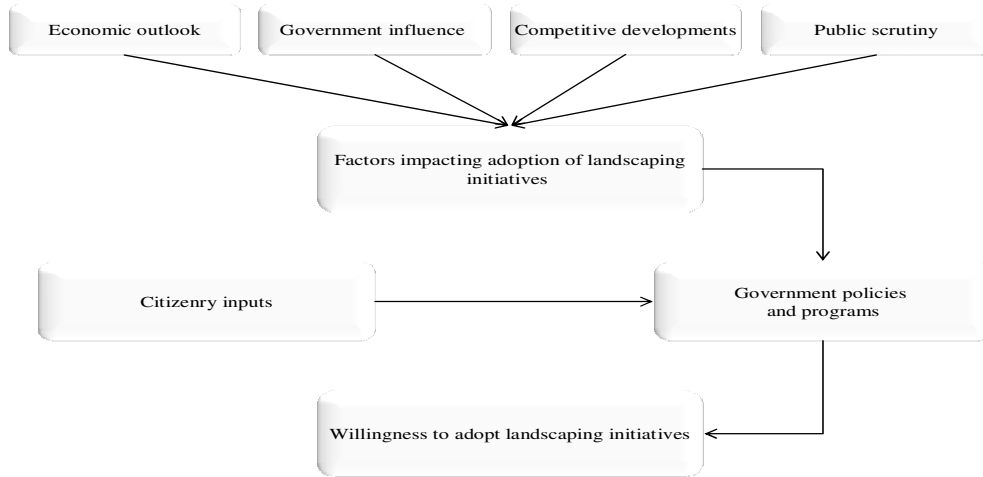 Economic outlook
Government influence
Competitive developments
Public scrutiny
Factors impacting adoption of landscaping
initiatives
Citizenry inputs
Government policies
and programs
Willingness to adopt landscaping initiatives